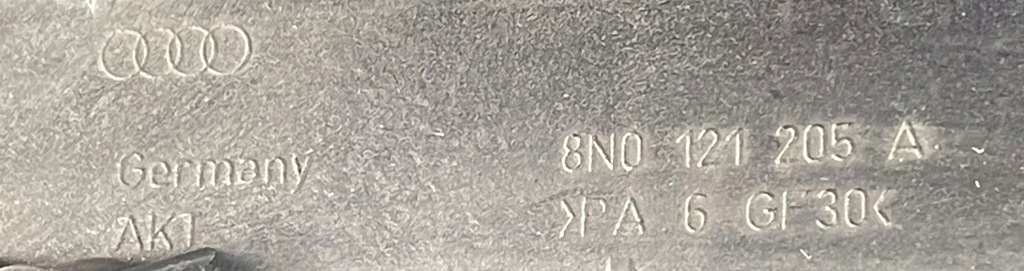 Germany
8N0 121 205 A
AKT
>PA 6 GF30<